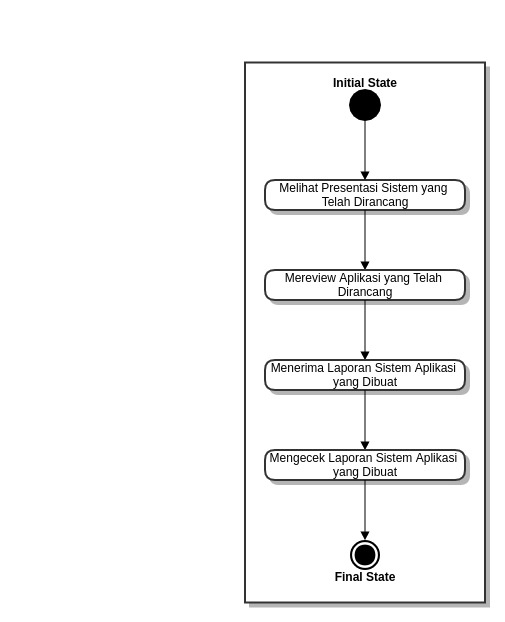 Initial State
Melihat Presentasi Sistem yang
Telah Dirancang
Mereview Aplikasi yang Telah
Dirancang
Menerima Laporan Sistem Aplikasi
yang Dibuat
Mengecek Laporan Sistem Aplikasi
yang Dibuat
Final State